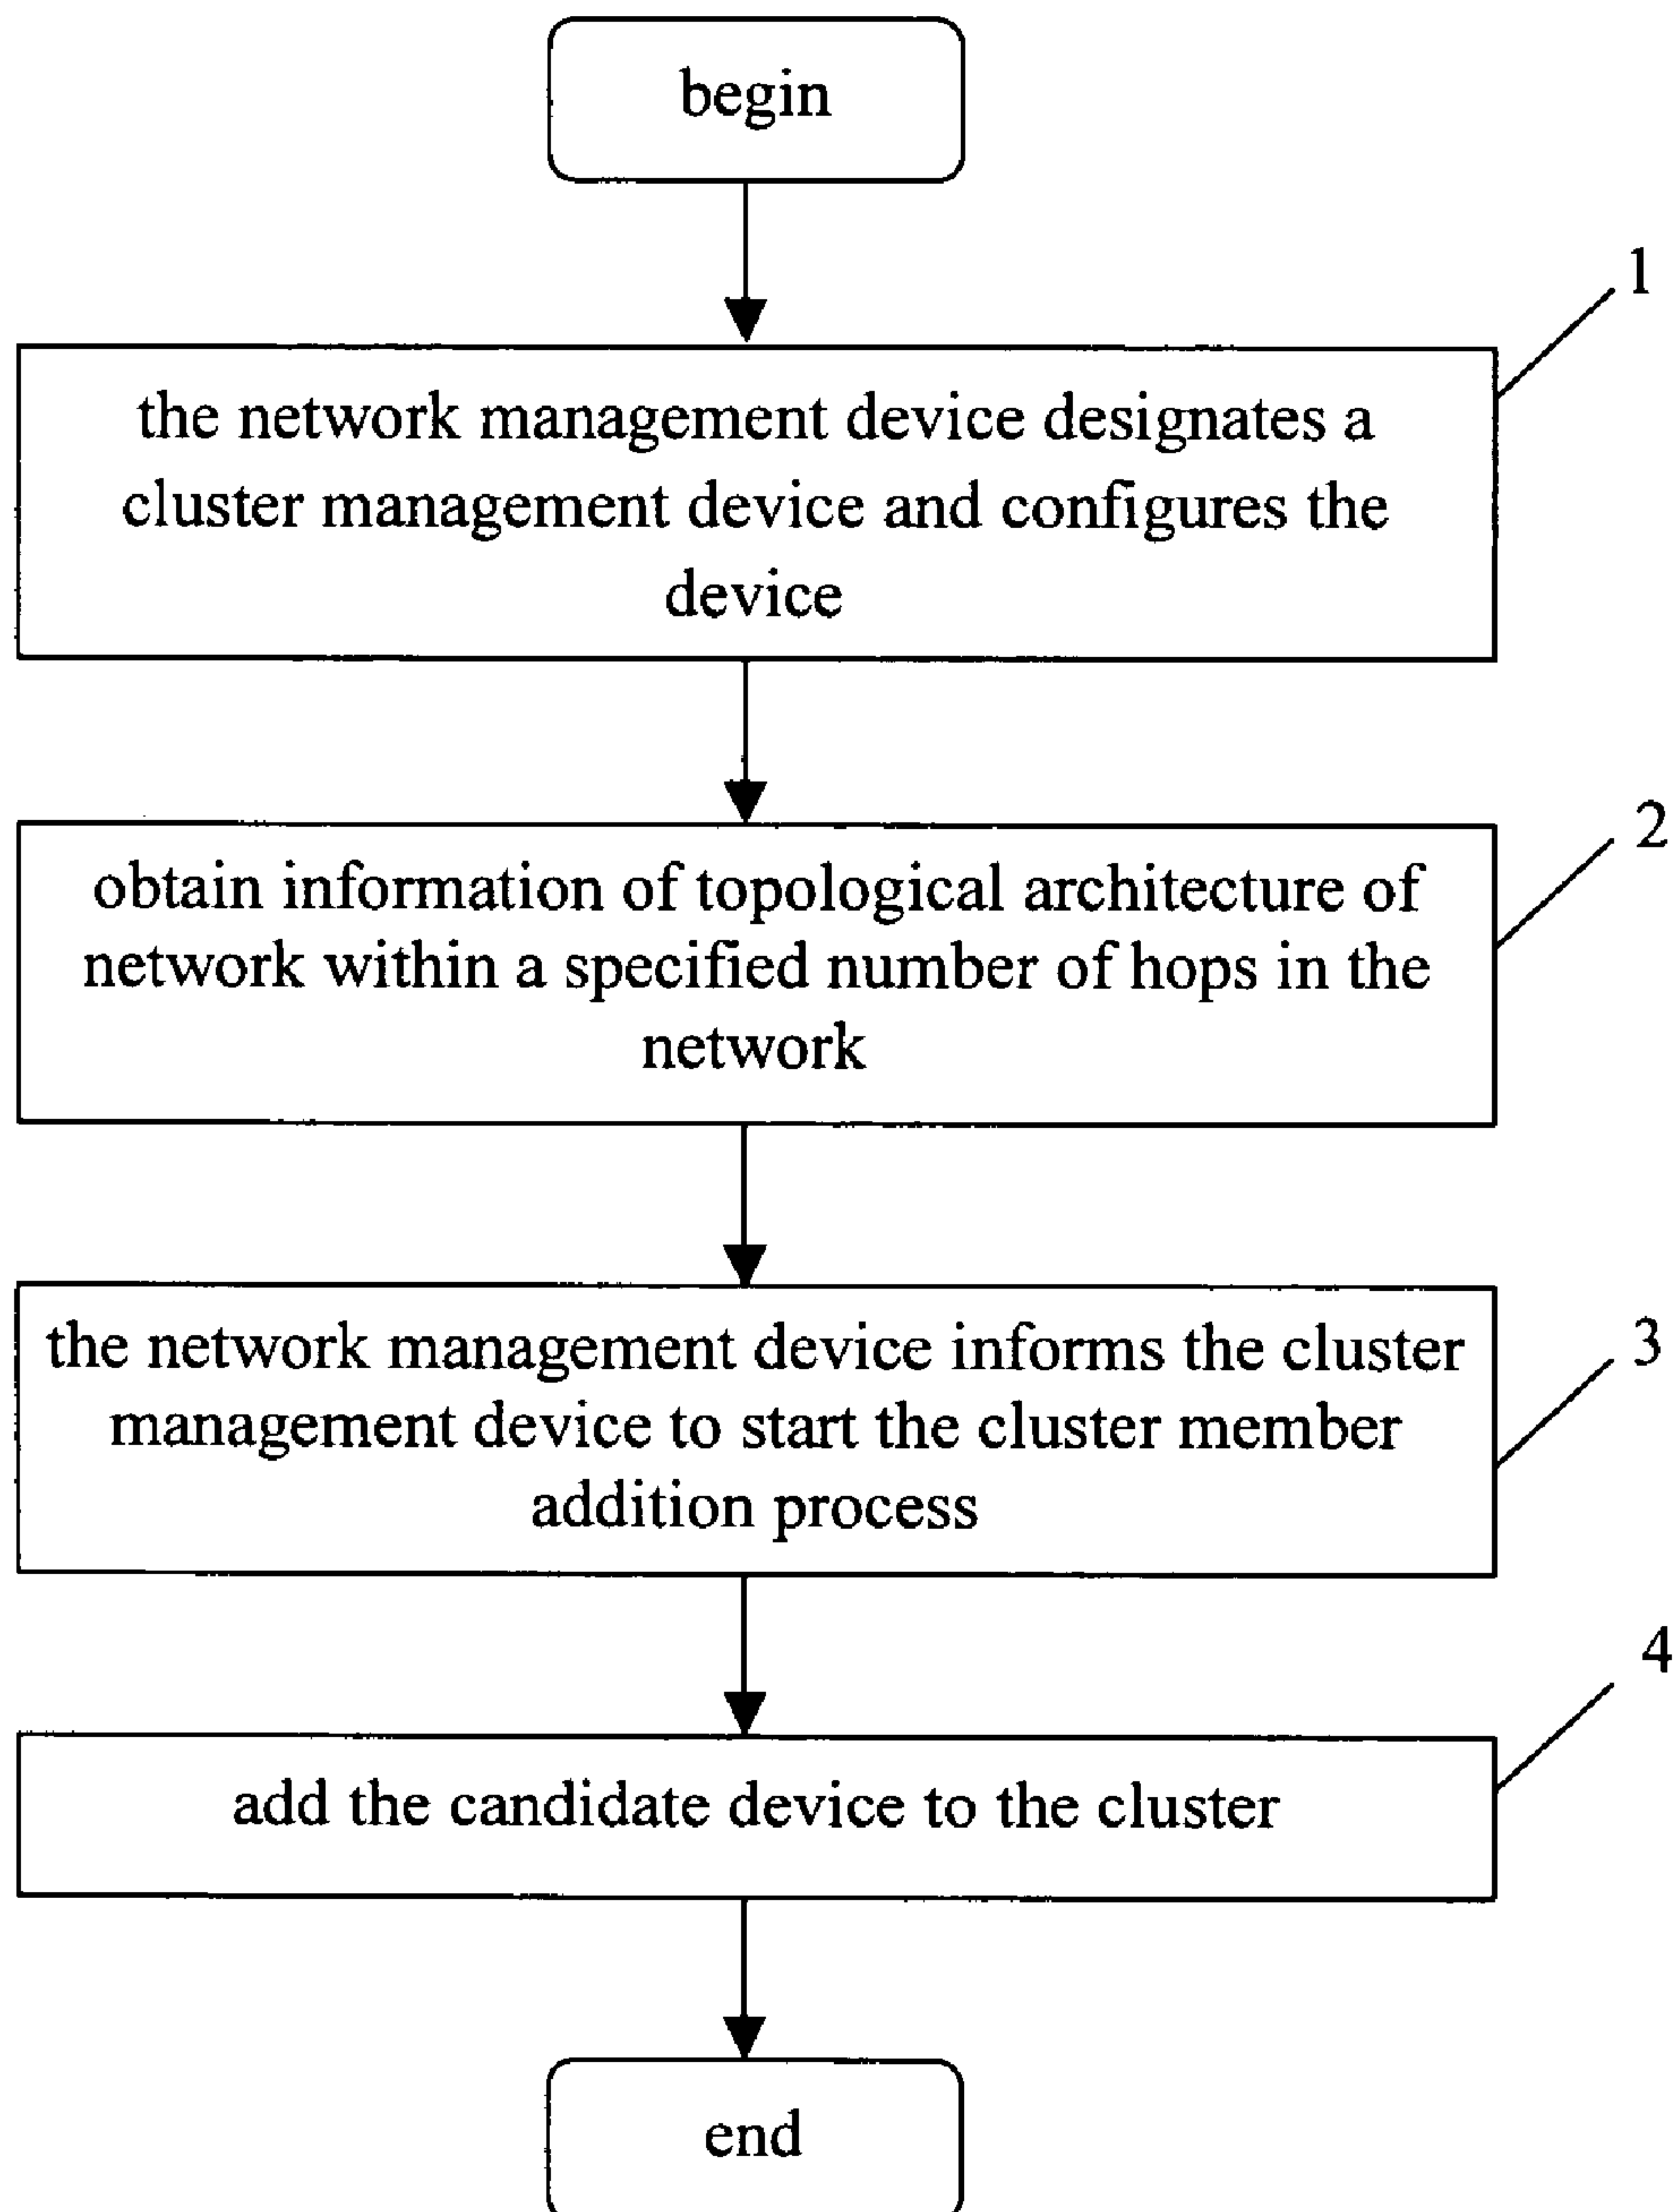 begin
1
the network management device designates a
cluster management device and configures the
device
2
obtain information of topological architecture of
network within a specified number of hops in the
network
3
the network management device informs the cluster
management device to start the cluster member
addition process
4
add the candidate device to the cluster
end